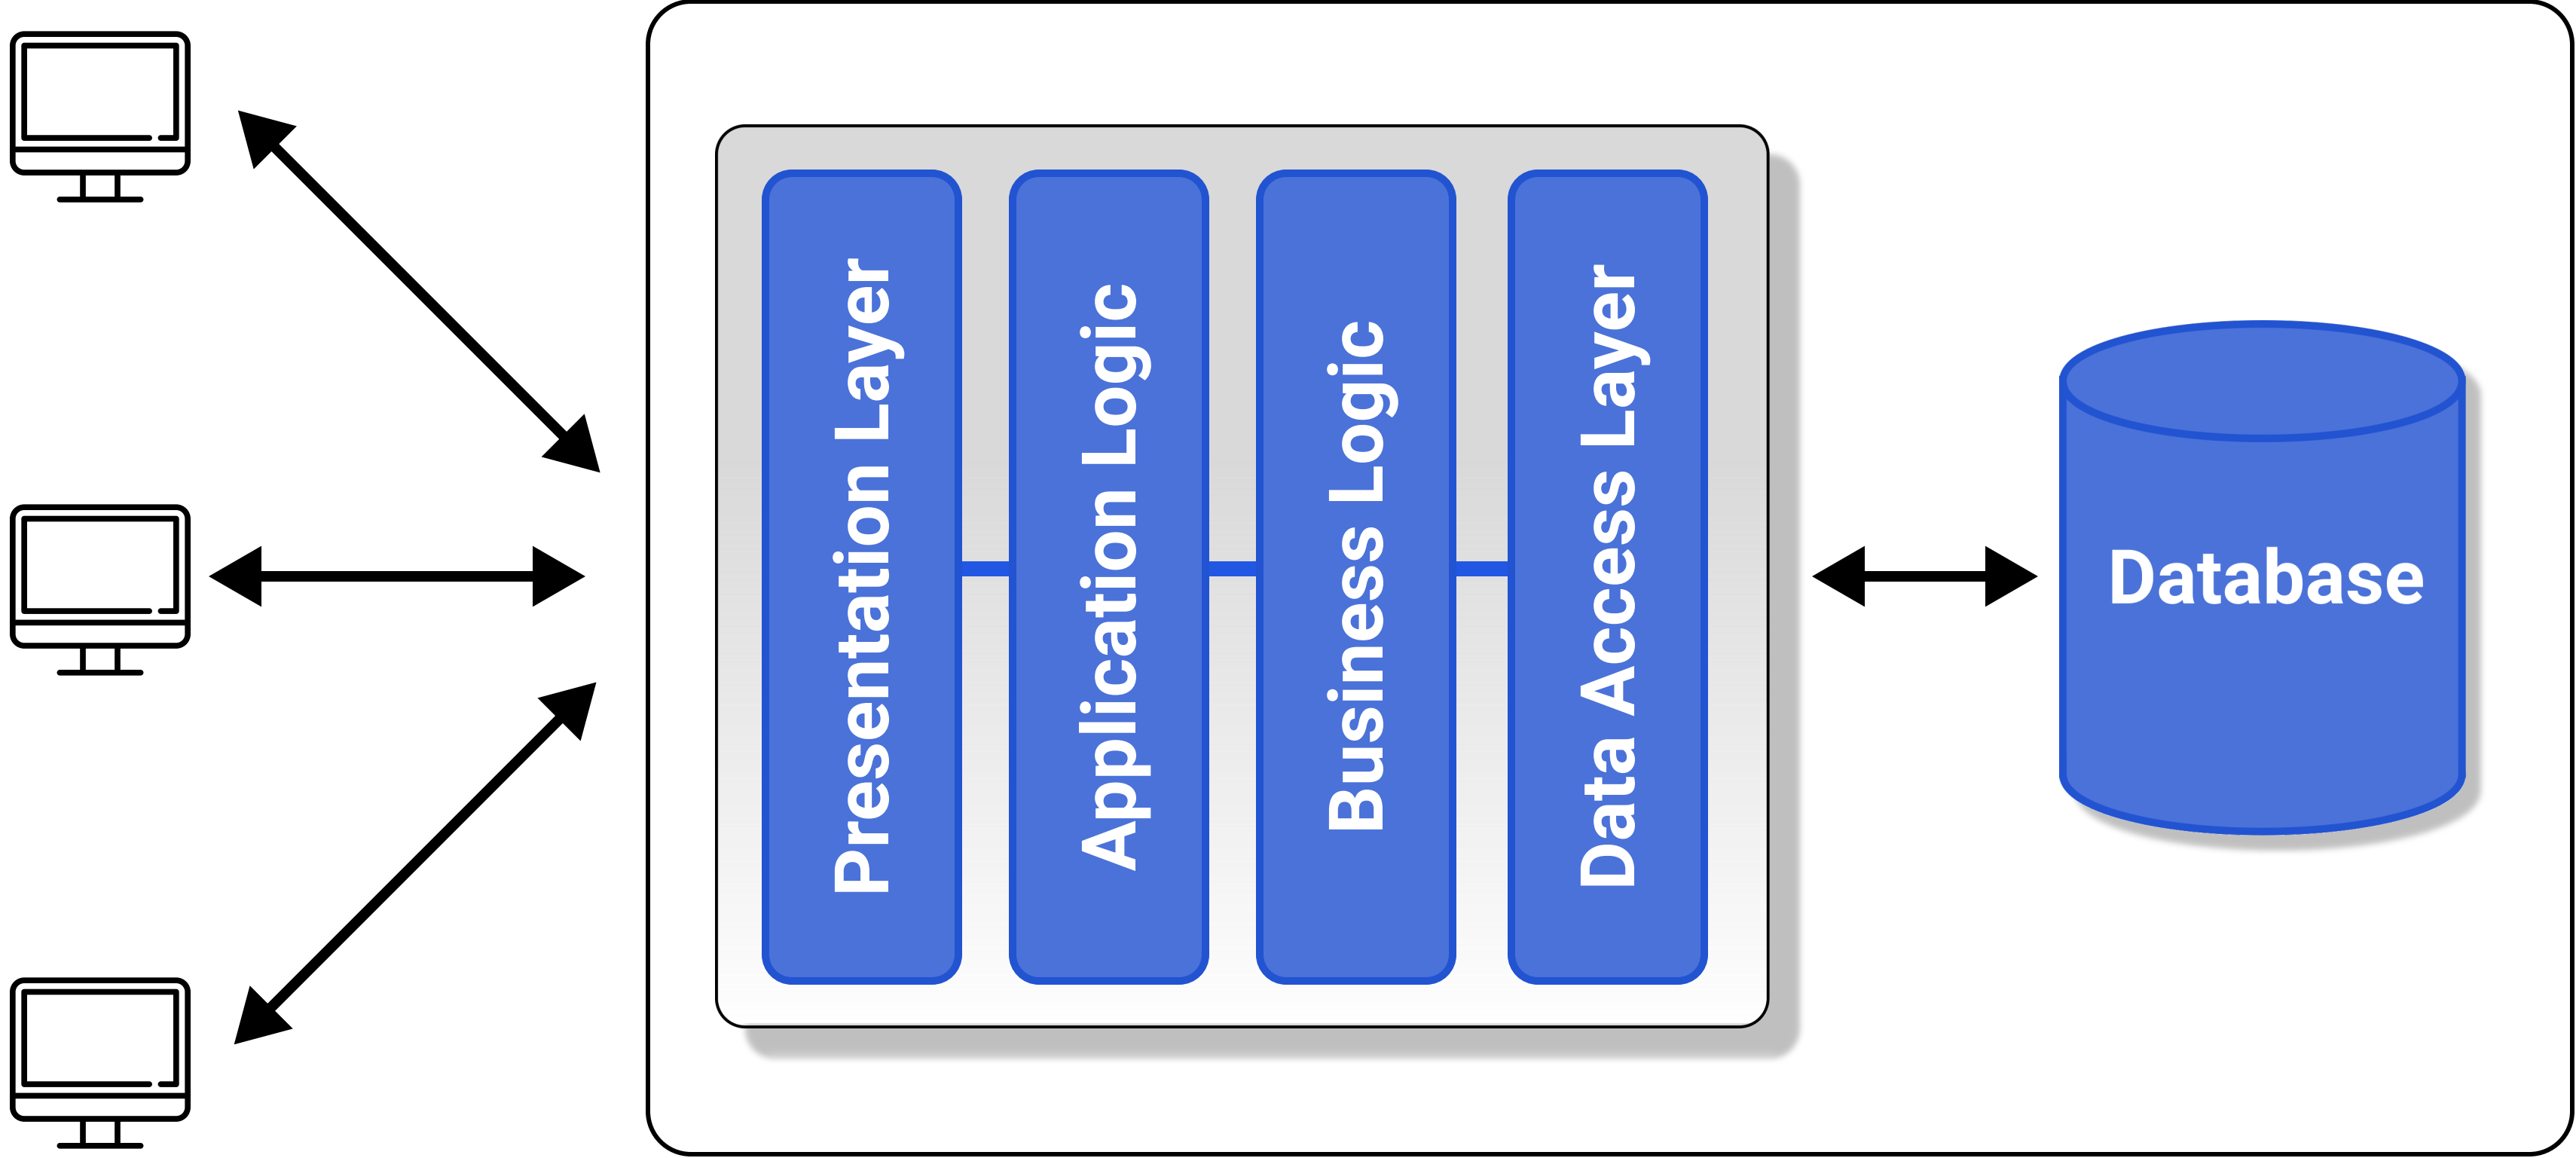 Presentation Layer
Application Logic
Business Logic
Data Access Layer
Database